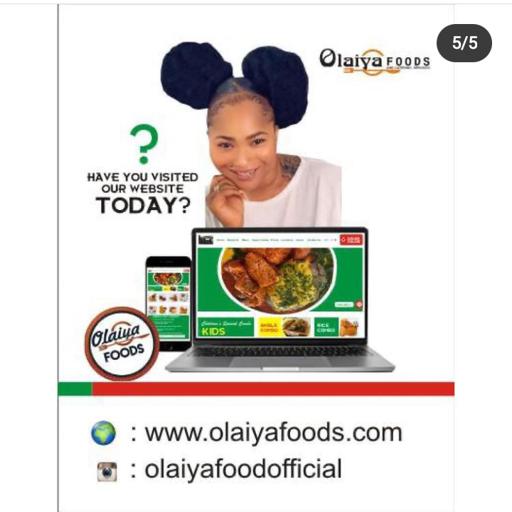 5/5
Olaiya FOODS
?
HAVE YOU VISITED
OUR WEBSITE
TODAY?
KIDS
Olaiya
FOODS
: www.olaiyafoods.com
: olaiyafoodofficial